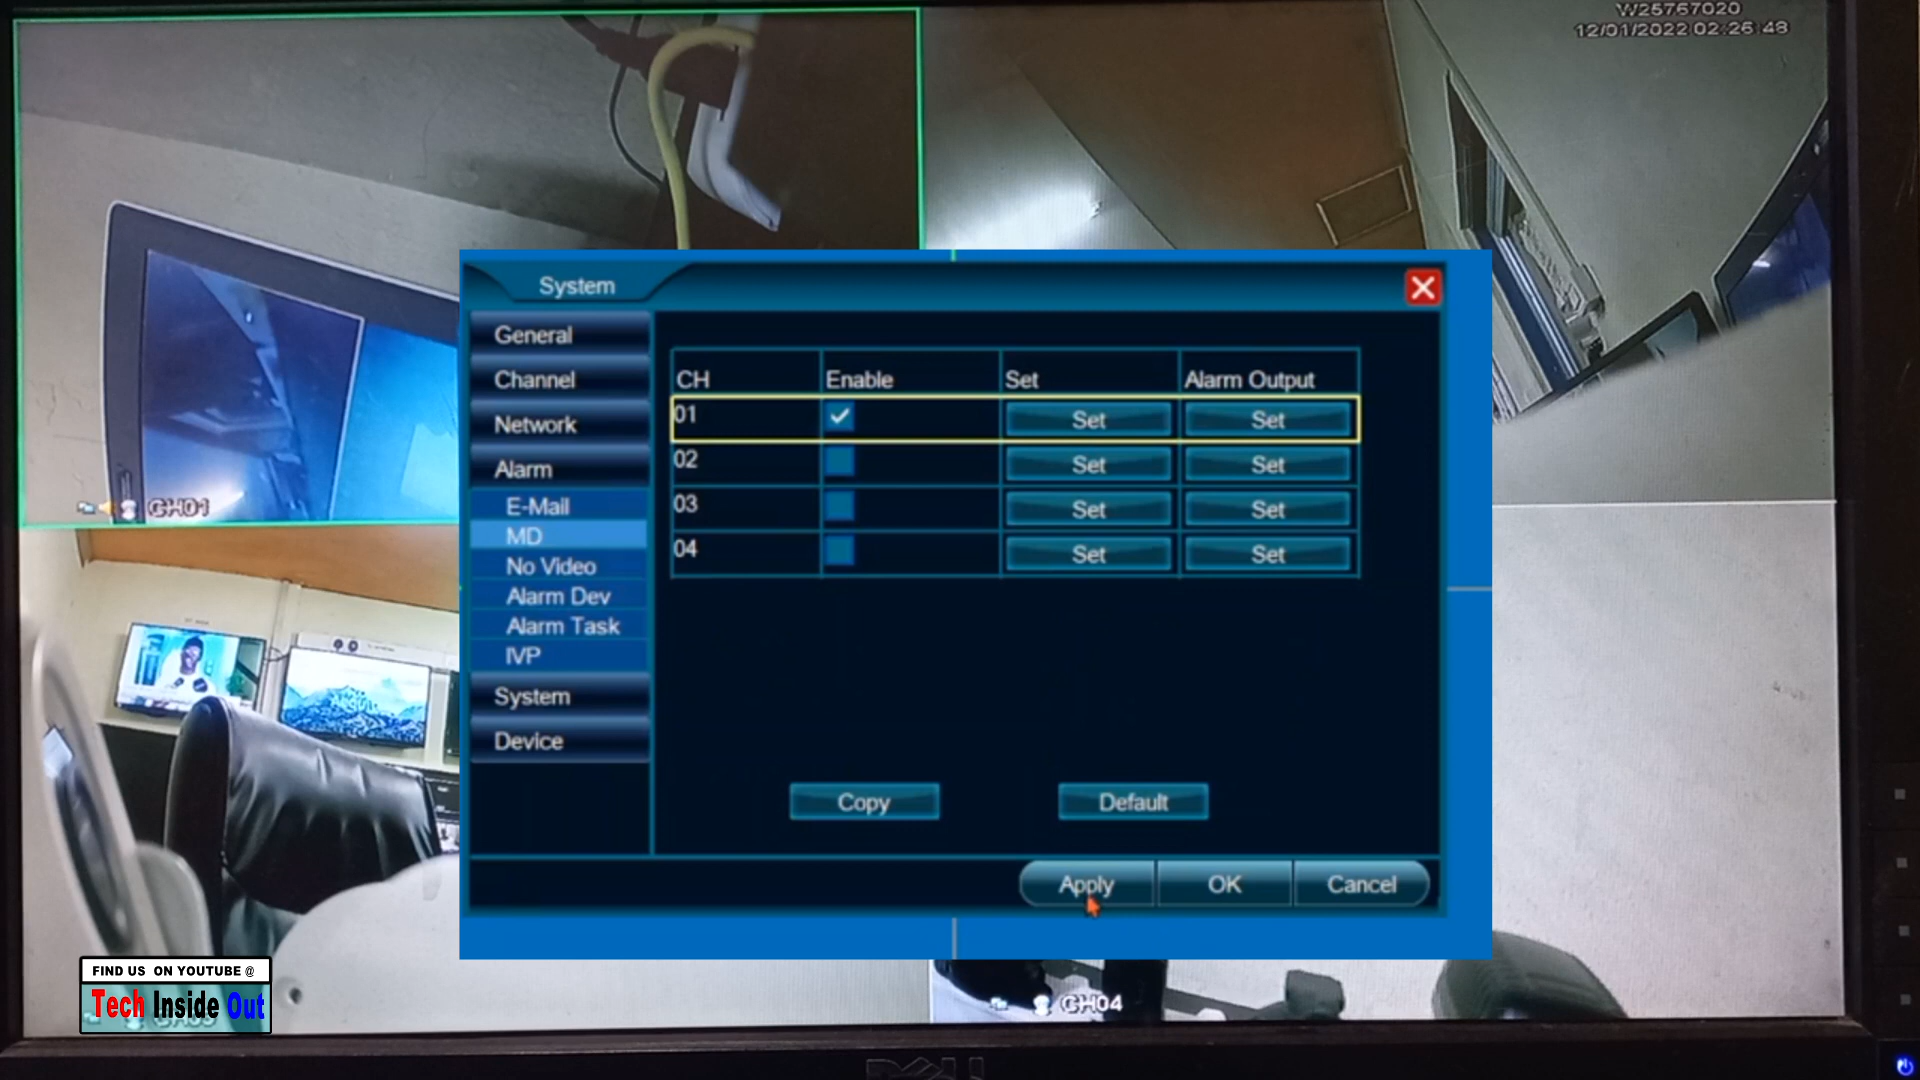 W25757020
12/01/2022 02:26:48
System
General
Channel
Network
Alarm
E-Mail
MD
No Video
Alarm Dev
Alarm Task
IVP
System
Device
CH Enable Set Alarm Output
01 Set Set
02 Set Set
03 Set Set
04 Set Set
Copy Default
Apply OK Cancel
CH01
CH04
FIND US ON YOUTUBE @
Tech Inside Out
DELL